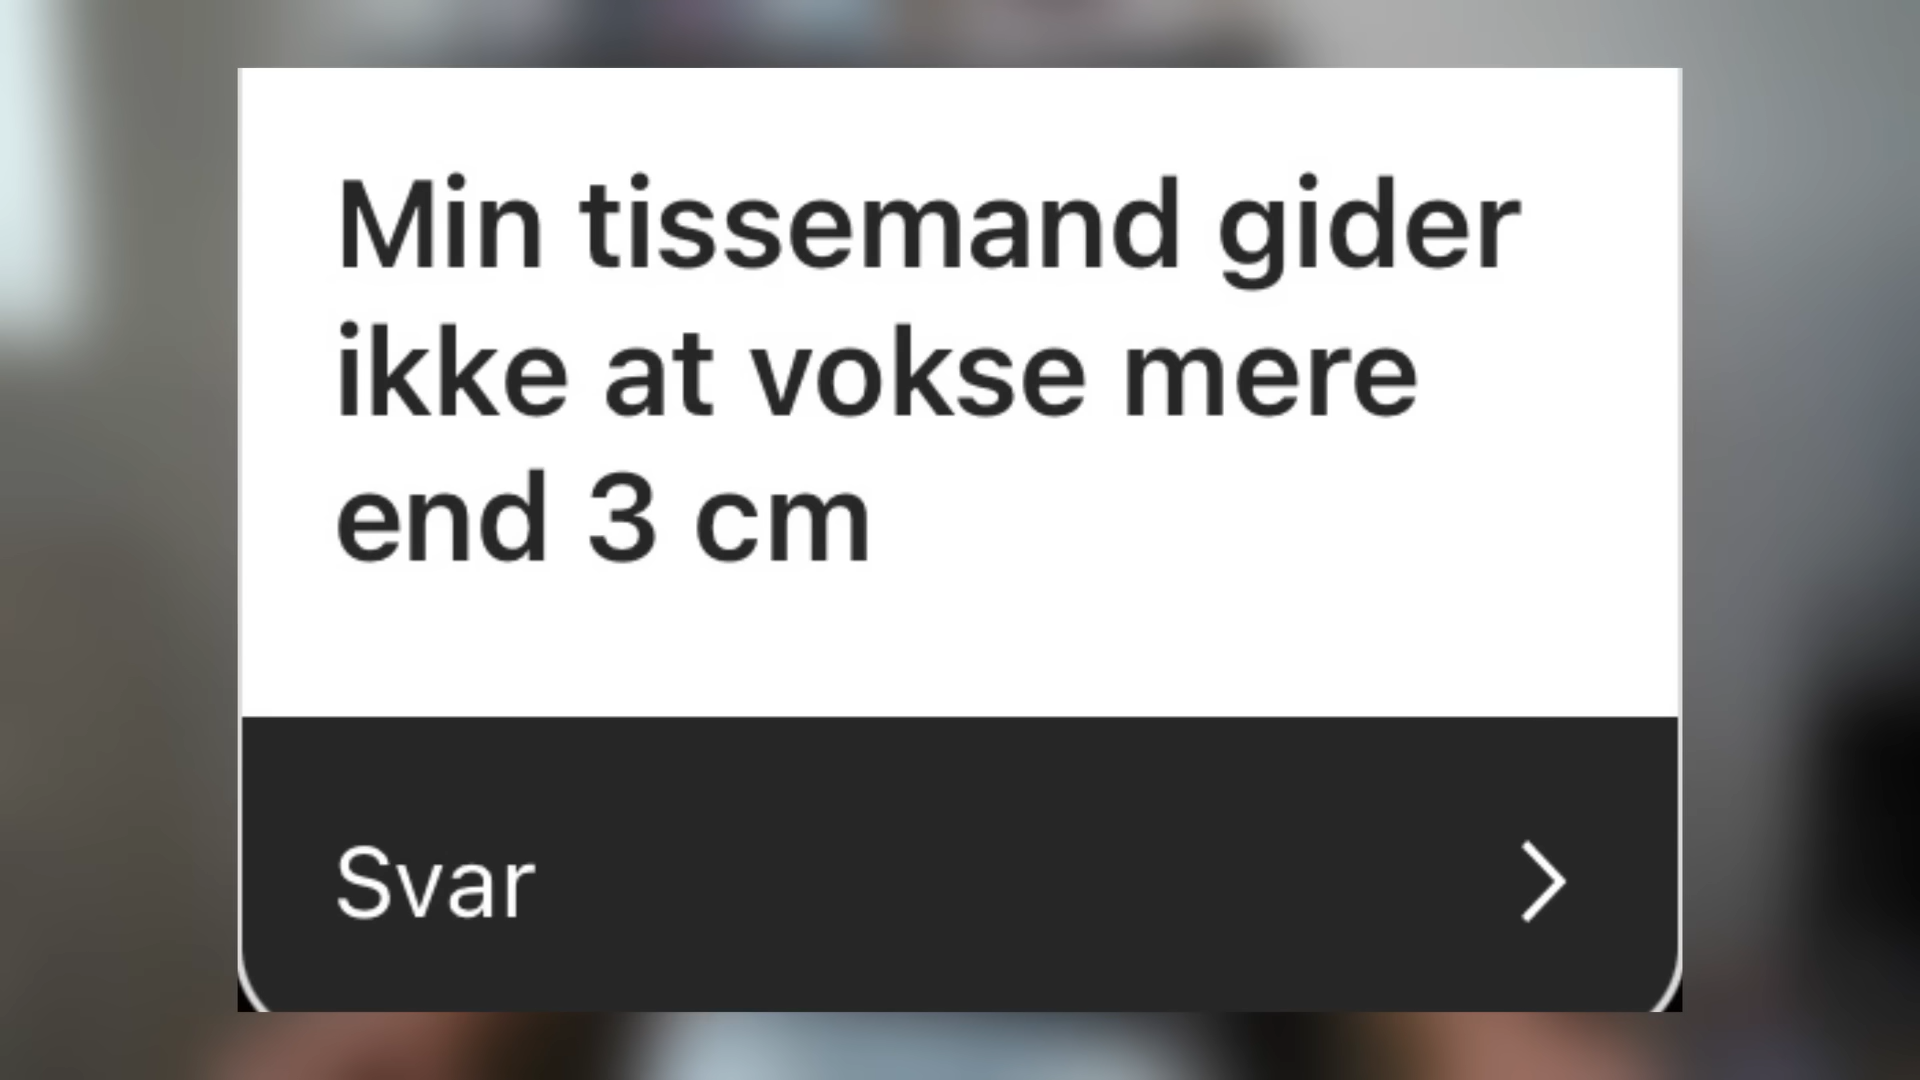 Min tissemand gider
ikke at vokse mere
end 3 cm
Svar